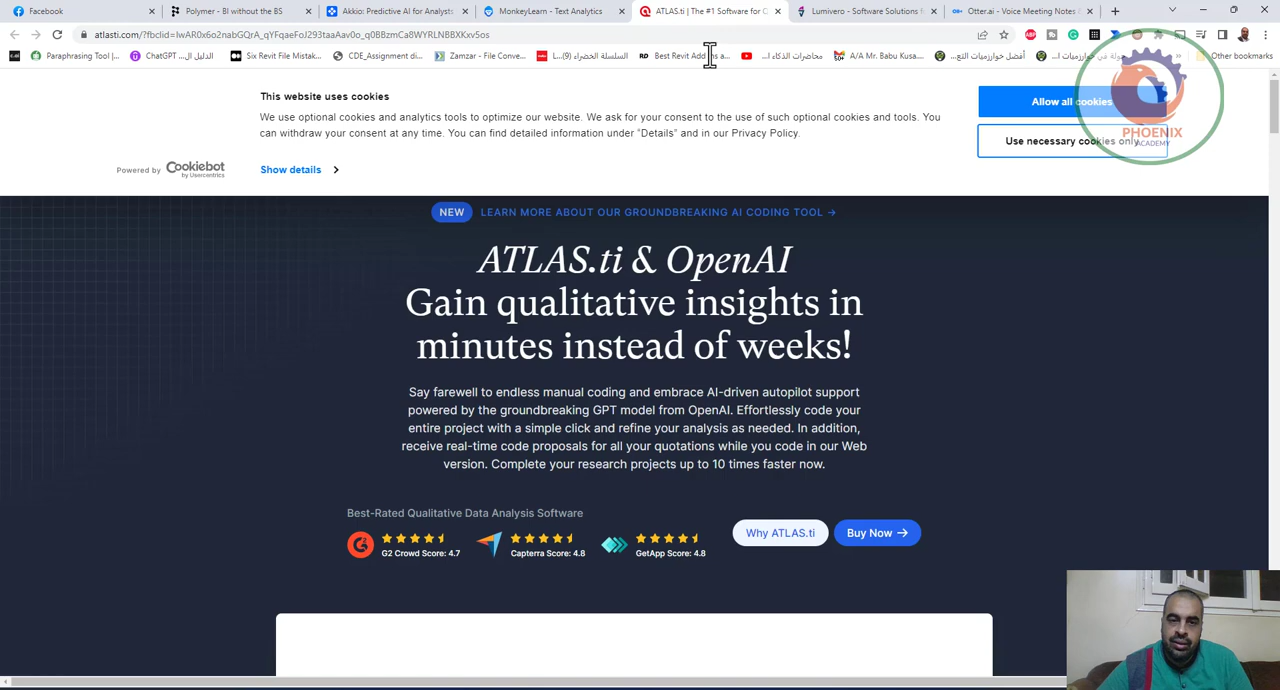 Facebook
Polymer - BI without the BS
Akkio: Predictive AI for Analysts
MonkeyLearn - Text Analytics
ATLAS.ti | The #1 Software for Q
Lumivero - Software Solutions f
Otter.ai - Voice Meeting Notes &
atlasti.com/?fbclid=IwAR0x6o2nabGQrA_qYFqaeFoJ293taaAav0o_q08BzmCa8WYRLNBBXKxv5os
Paraphrasing Tool |...
ChatGPT الدليل ال...
Six Revit File Mistak...
CDE_Assignment di...
Zamzar - File Conve...
السلسلة الخضراء (9)...
Best Revit Add
محاضرات الذكاء ا...
A/A Mr. Babu Kusa...
أفضل خوارزميات التع...
Other bookmarks
This website uses cookies
We use optional cookies and analytics tools to optimize our website. We ask for your consent to the use of such optional cookies and tools. You
can withdraw your consent at any time. You can find detailed information under "Details" and in our Privacy Policy.
Allow all cookies
Use necessary cookies only
Powered by Cookiebot
by Usercentrics
Show details
PHOENIX
ACADEMY
NEW LEARN MORE ABOUT OUR GROUNDBREAKING AI CODING TOOL →
ATLAS.ti & OpenAI
Gain qualitative insights in
minutes instead of weeks!
Say farewell to endless manual coding and embrace AI-driven autopilot support
powered by the groundbreaking GPT model from OpenAI. Effortlessly code your
entire project with a simple click and refine your analysis as needed. In addition,
receive real-time code proposals for all your quotations while you code in our Web
version. Complete your research projects up to 10 times faster now.
Best-Rated Qualitative Data Analysis Software
G2 Crowd Score: 4.7
Capterra Score: 4.8
GetApp Score: 4.8
Why ATLAS.ti
Buy Now →